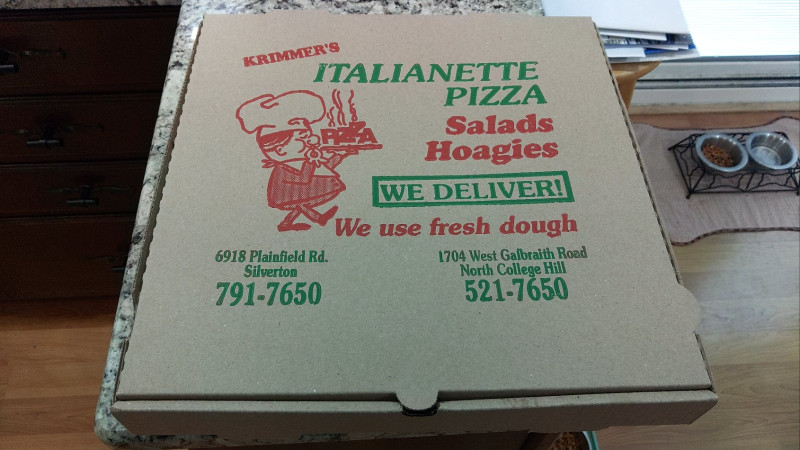 KRIMMER'S
ITALIANETTE
PIZZA
PIZZA
Salads
Hoagies
WE DELIVER!
We use fresh dough
6918 Plainfield Rd.
Silverton
791-7650
1704 West Galbraith Road
North College Hill
521-7650